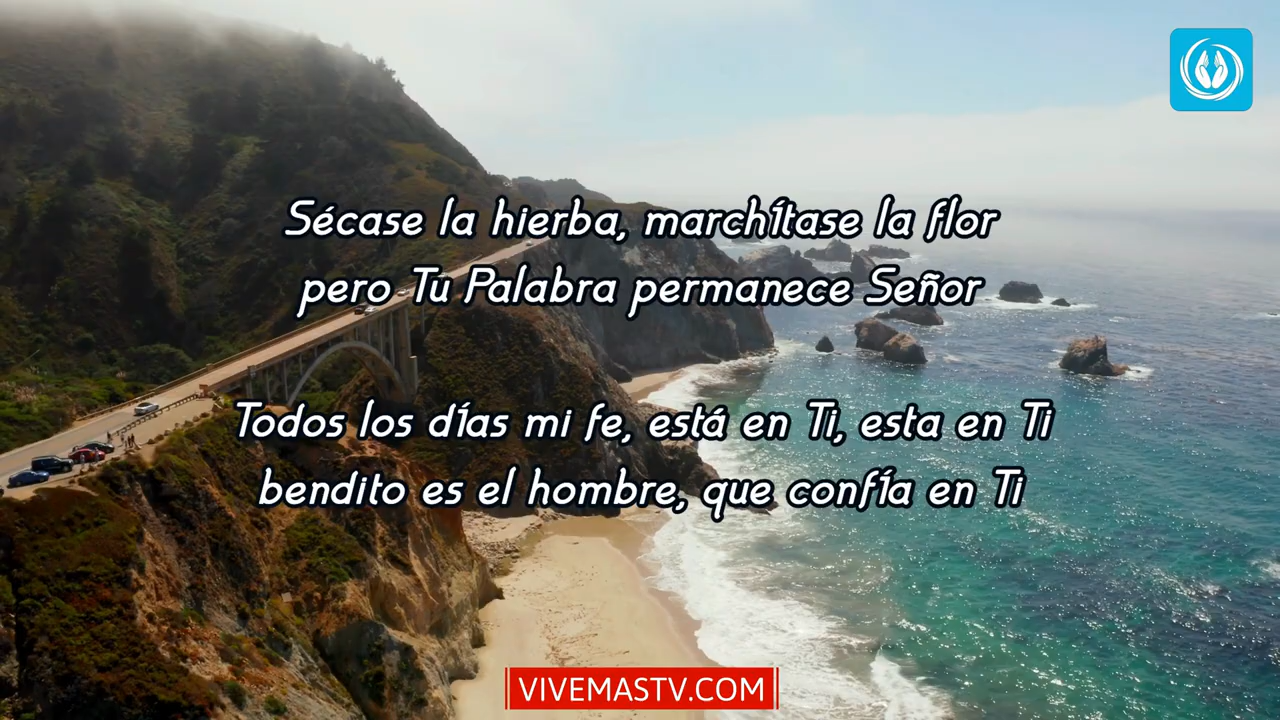 Sécase la hierba, marchítase la flor
pero Tu Palabra permanece Señor
Todos los días mi fe, está en Ti, esta en Ti
bendito es el hombre, que confía en Ti
VIVEMASTV.COM